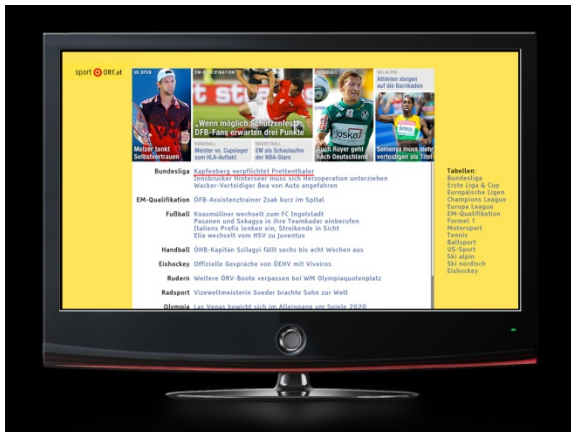 sport ORF.at
US OPEN
Melzer tankt
Selbstvertrauen
EM-QUALIFIKATION
„Wenn möglich Schützenfest“
DFB-Fans erwarten drei Punkte
HANDBALL
Meister vs. Cupsieger
zum HLA-Auftakt
BASKETBALL
EM als Schaulaufen
der NBA-Stars
FUSSBALL
Auch Royer geht
nach Deutschland
SKI ALPIN
Athleten steigen
auf die Barrikaden
Semenya muss mehr
verteidigen als Titel
Bundesliga Kapfenberg verpflichtet Prettenthaler
Innsbrucker Hinterseer muss sich Herzoperation unterziehen
Wacker-Verteidiger Bea von Auto angefahren
EM-Qualifikation ÖFB-Assistenztrainer Zsak kurz im Spital
Fußball Knasmüllner wechselt zum FC Ingolstadt
Pasanen und Sekagya in ihre Teamkader einberufen
Italiens Profis lenken ein, Streikende in Sicht
Elia wechselt vom HSV zu Juventus
Handball ÖHB-Kapitän Szilagyi fällt sechs bis acht Wochen aus
Eishockey Offizielle Gespräche von ÖEHV mit Viveiros
Rudern Weitere ÖRV-Boote verpassen bei WM Olympiaquotenplatz
Radsport Vizeweltmeisterin Soeder brachte Sohn zur Welt
Olympia Las Vegas bewirbt sich im Alleingang um Spiele 2020
Tabellen:
Bundesliga
Erste Liga & Cup
Europäische Ligen
Champions League
Europa League
EM-Qualifikation
Formel 1
Motorsport
Tennis
Ballsport
US-Sport
Ski alpin
Ski nordisch
Eishockey